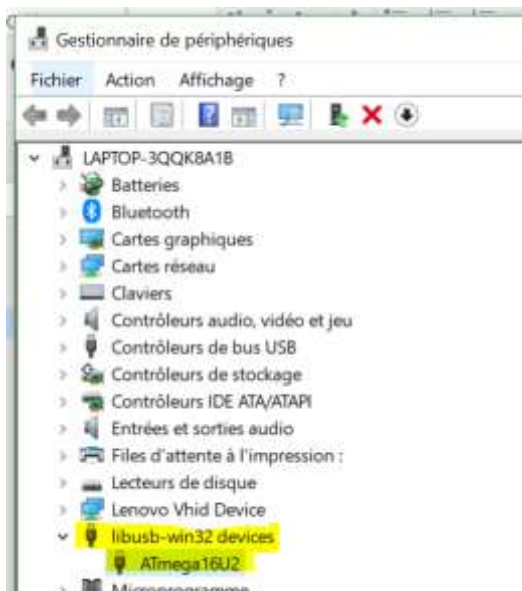 Gestionnaire de périphériques
Fichier Action Affichage ?
LAPTOP-3QQK8A1B
Batteries
Bluetooth
Cartes graphiques
Cartes réseau
Claviers
Contrôleurs audio, vidéo et jeu
Contrôleurs de bus USB
Contrôleurs de stockage
Contrôleurs IDE ATA/ATAPI
Entrées et sorties audio
Files d'attente à l'impression :
Lecteurs de disque
Lenovo Vhid Device
libusb-win32 devices
ATmega16U2
Microprogramme